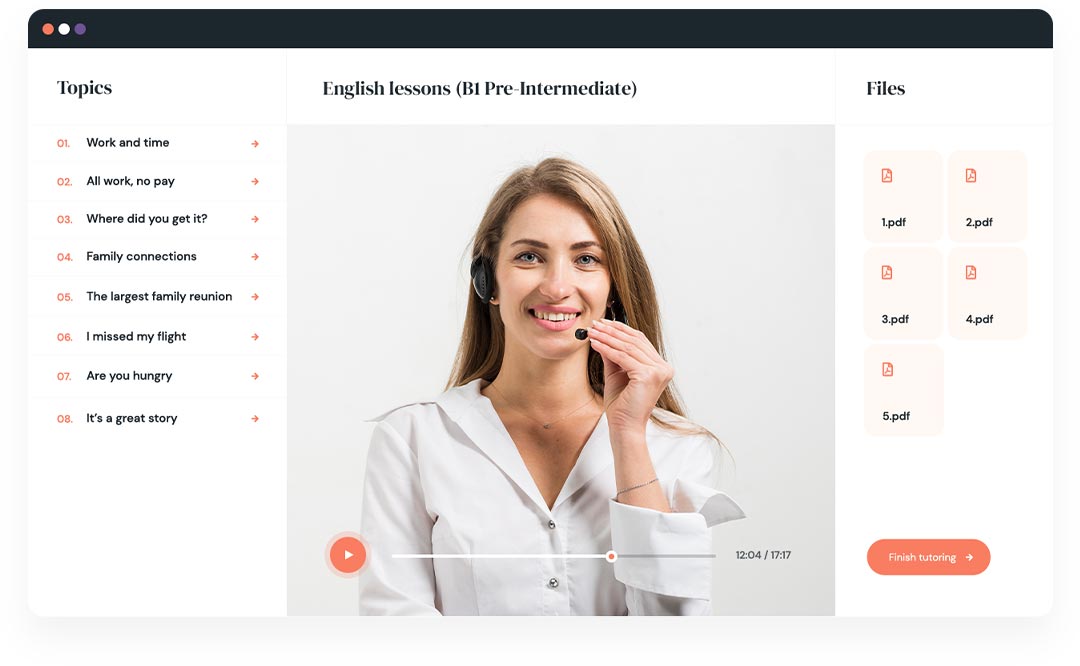 Topics
English lessons (B1 Pre-Intermediate)
Files
01. Work and time
02. All work, no pay
03. Where did you get it?
04. Family connections
05. The largest family reunion
06. I missed my flight
07. Are you hungry
08. It's a great story
12:04 / 17:17
1.pdf
2.pdf
3.pdf
4.pdf
5.pdf
Finish tutoring